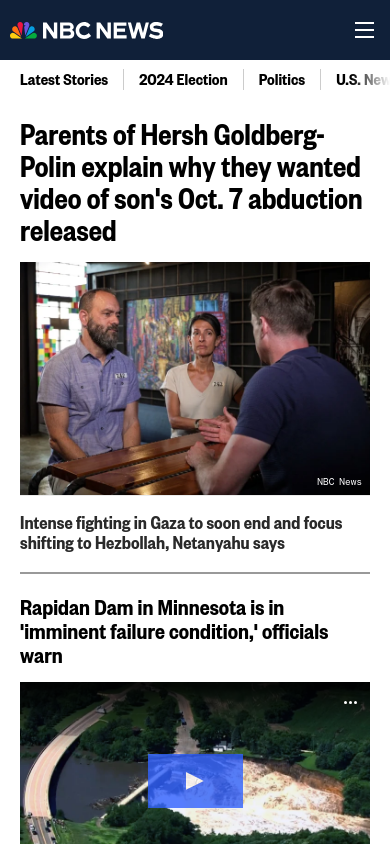 NBC NEWS
Latest Stories
2024 Election
Politics
U.S. New
Parents of Hersh Goldberg-
Polin explain why they wanted
video of son's Oct. 7 abduction
released
NBC News
Intense fighting in Gaza to soon end and focus
shifting to Hezbollah, Netanyahu says
Rapidan Dam in Minnesota is in
'imminent failure condition,' officials
warn